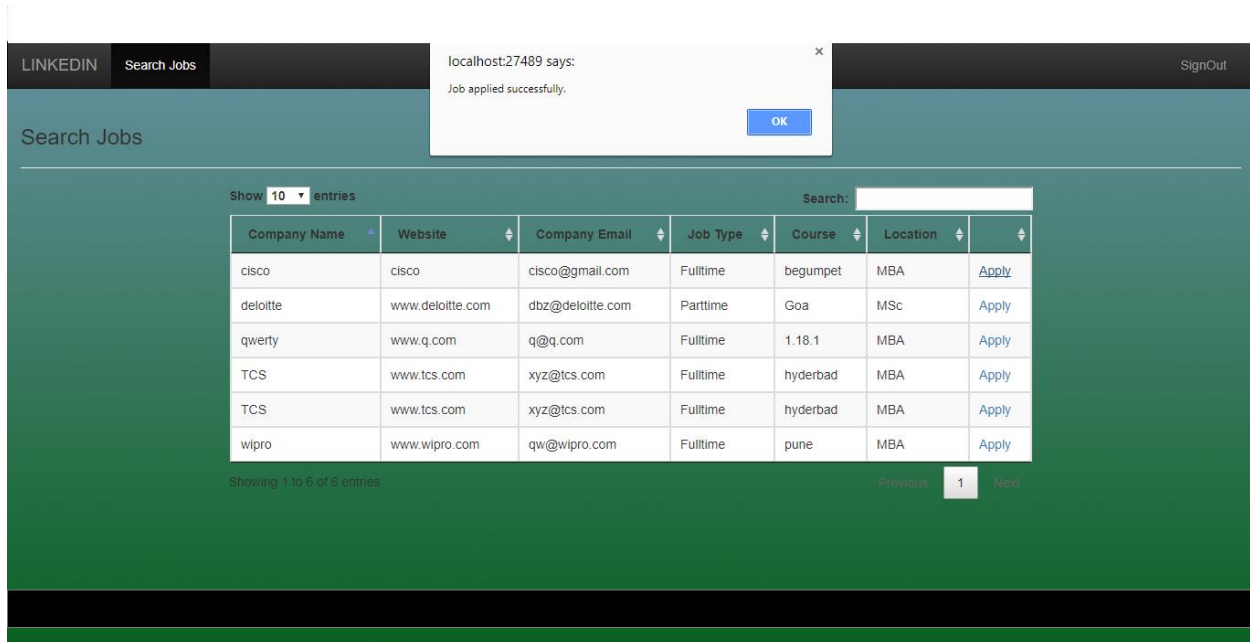 LINKEDIN Search Jobs SignOut
localhost:27489 says:
Job applied successfully.
OK
Search Jobs
Show 10 entries Search:
Company Name Website Company Email Job Type Course Location
cisco cisco cisco@gmail.com Fulltime begumpet MBA Apply
deloitte www.deloitte.com dbz@deloitte.com Parttime Goa MSc Apply
qwerty www.q.com q@q.com Fulltime 1.18.1 MBA Apply
TCS www.tcs.com xyz@tcs.com Fulltime hyderbad MBA Apply
TCS www.tcs.com xyz@tcs.com Fulltime hyderbad MBA Apply
wipro www.wipro.com qw@wipro.com Fulltime pune MBA Apply
Showing 1 to 6 of 6 entries Previous 1 Next